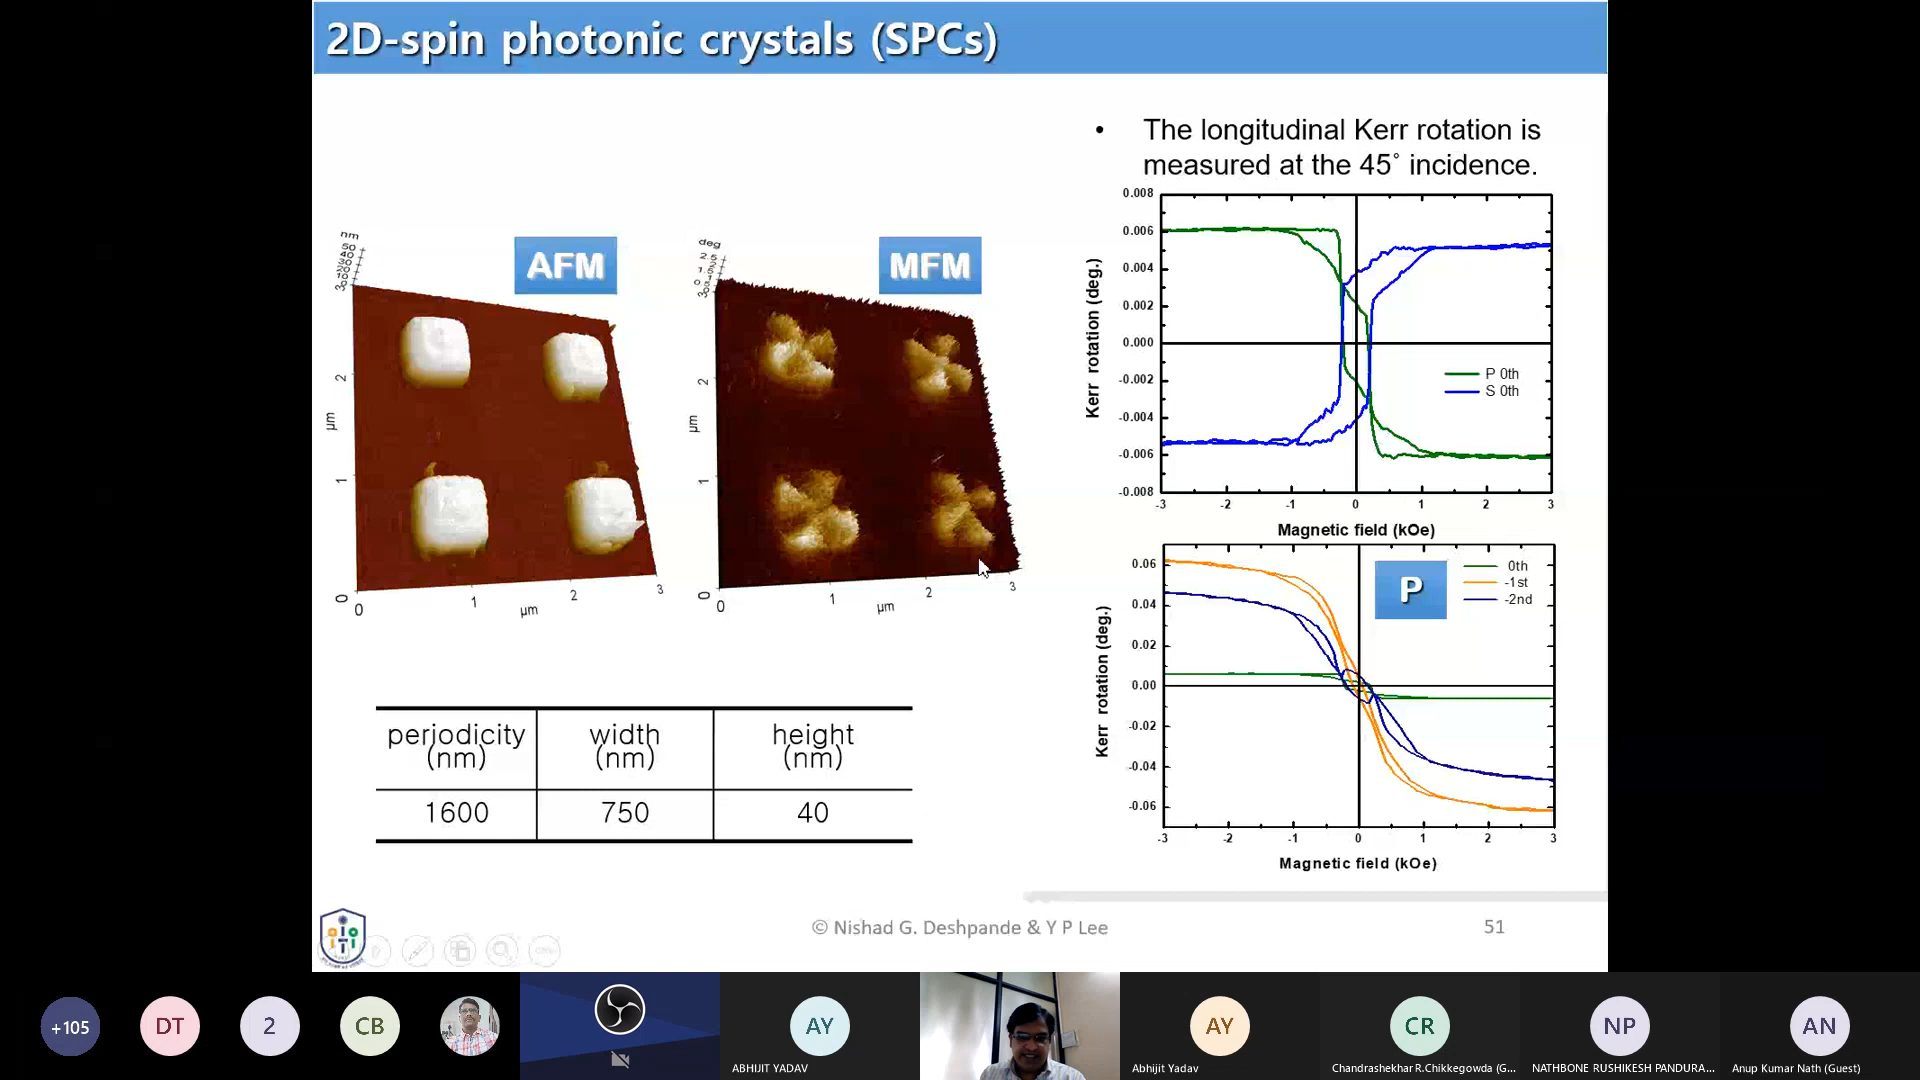 2D-spin photonic crystals (SPCs)
• The longitudinal Kerr rotation is
measured at the 45˚ incidence.
AFM
nm
50
40
30
3
2
1
0
µm
0
1
2
3
µm
MFM
deg
3
2
1
0
µm
0
1
2
3
µm
0.008
0.006
0.004
0.002
0.000
-0.002
-0.004
-0.006
-0.008
Kerr rotation (deg.)
P 0th
S 0th
-3 -2 -1 0 1 2 3
Magnetic field (kOe)
0.06
0.04
0.02
0.00
-0.02
-0.04
-0.06
Kerr rotation (deg.)
P
0th
-1st
-2nd
-3 -2 -1 0 1 2 3
Magnetic field (kOe)
periodicity (nm) width (nm) height (nm)
1600 750 40
© Nishad G. Deshpande & Y P Lee
51
+105
DT
2
CB
AY
ABHIJIT YADAV
AY
Abhijit Yadav
CR
Chandrashekhar R.Chikkegowda (G...
NP
NATHBONE RUSHIKESH PANDURA...
AN
Anup Kumar Nath (Guest)